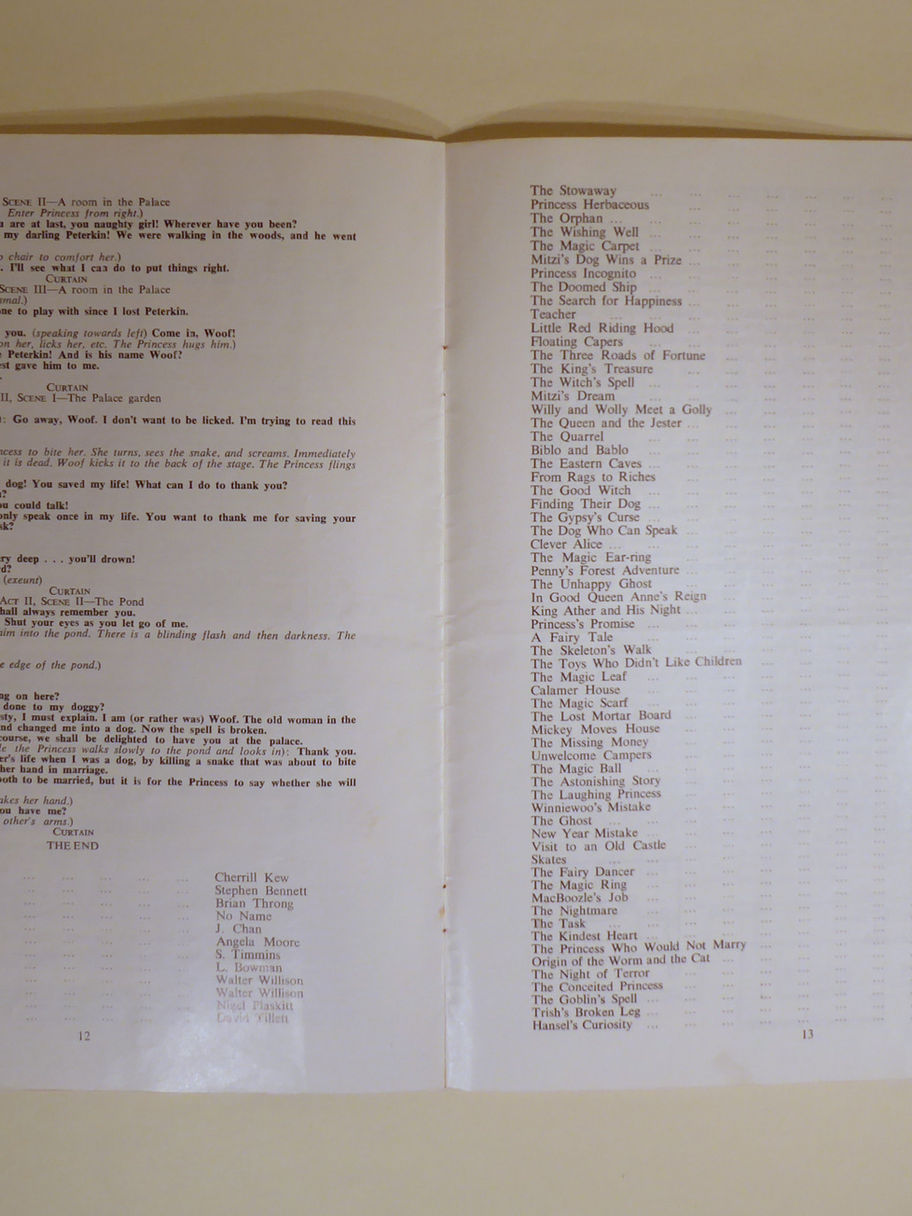 SCENE II—A room in the Palace
Enter Princess from right.)
are at last, you naughty girl! Wherever have you been?
my darling Peterkin! We were walking in the woods, and he went
chair to comfort her.)
I'll see what I can do to put things right.
CURTAIN
SCENE III—A room in the Palace
to play with since I lost Peterkin.
you. (speaking towards left) Come in, Woof!
on her, licks her, etc. The Princess hugs him.)
Peterkin! And is his name Woof?
gave him to me.
CURTAIN
II, SCENE I—The Palace garden
: Go away, Woof. I don't want to be licked. I'm trying to read this
to bite her. She turns, sees the snake, and screams. Immediately
it is dead. Woof kicks it to the back of the stage. The Princess flings
dog! You saved my life! What can I do to thank you?
could talk!
only speak once in my life. You want to thank me for saving your
deep . . . you'll drown!
(exeunt)
CURTAIN
ACT II, SCENE II—The Pond
always remember you.
Shut your eyes as you let go of me.
into the pond. There is a blinding flash and then darkness. The
edge of the pond.)
on here?
done to my doggy?
I must explain. I am (or rather was) Woof. The old woman in the
changed me into a dog. Now the spell is broken.
course, we shall be delighted to have you at the palace.
the Princess walks slowly to the pond and looks in): Thank you.
life when I was a dog, by killing a snake that was about to bite
her hand in marriage.
to be married, but it is for the Princess to say whether she will
her hand.)
have me?
other's arms.)
CURTAIN
THE END
... ... ... ... ... Cherrill Kew
... ... ... ... ... Stephen Bennett
... ... ... ... ... Brian Throng
... ... ... ... ... No Name
... ... ... ... ... J. Chan
... ... ... ... ... Angela Moore
... ... ... ... ... S. Timmins
... ... ... ... ... L. Bowman
... ... ... ... ... Walter Willison
... ... ... ... ... Walter Willison
... ... ... ... ... Nigel Plaskitt
... ... ... ... ... David Tillett
12
The Stowaway
Princess Herbaceous
The Orphan ...
The Wishing Well ...
The Magic Carpet ...
Mitzi's Dog Wins a Prize ...
Princess Incognito ...
The Doomed Ship ...
The Search for Happiness ...
Teacher ...
Little Red Riding Hood ...
Floating Capers ...
The Three Roads of Fortune ...
The King's Treasure ...
The Witch's Spell ...
Mitzi's Dream ...
Willy and Wolly Meet a Golly ...
The Queen and the Jester ...
The Quarrel ...
Biblo and Bablo ...
The Eastern Caves ...
From Rags to Riches ...
The Good Witch ...
Finding Their Dog ...
The Gypsy's Curse ...
The Dog Who Can Speak ...
Clever Alice ...
The Magic Ear-ring ...
Penny's Forest Adventure ...
The Unhappy Ghost ...
In Good Queen Anne's Reign ...
King Ather and His Night ...
Princess's Promise ...
A Fairy Tale ...
The Skeleton's Walk ...
The Toys Who Didn't Like Children ...
The Magic Leaf ...
Calamer House ...
The Magic Scarf ...
The Lost Mortar Board ...
Mickey Moves House ...
The Missing Money ...
Unwelcome Campers ...
The Magic Ball ...
The Astonishing Story ...
The Laughing Princess ...
Winniewoo's Mistake ...
The Ghost ...
New Year Mistake ...
Visit to an Old Castle ...
Skates ...
The Fairy Dancer ...
The Magic Ring ...
MacBoozle's Job ...
The Nightmare ...
The Task ...
The Kindest Heart ...
The Princess Who Would Not Marry ...
Origin of the Worm and the Cat ...
The Night of Terror ...
The Conceited Princess ...
The Goblin's Spell ...
Trish's Broken Leg ...
Hansel's Curiosity ...
13